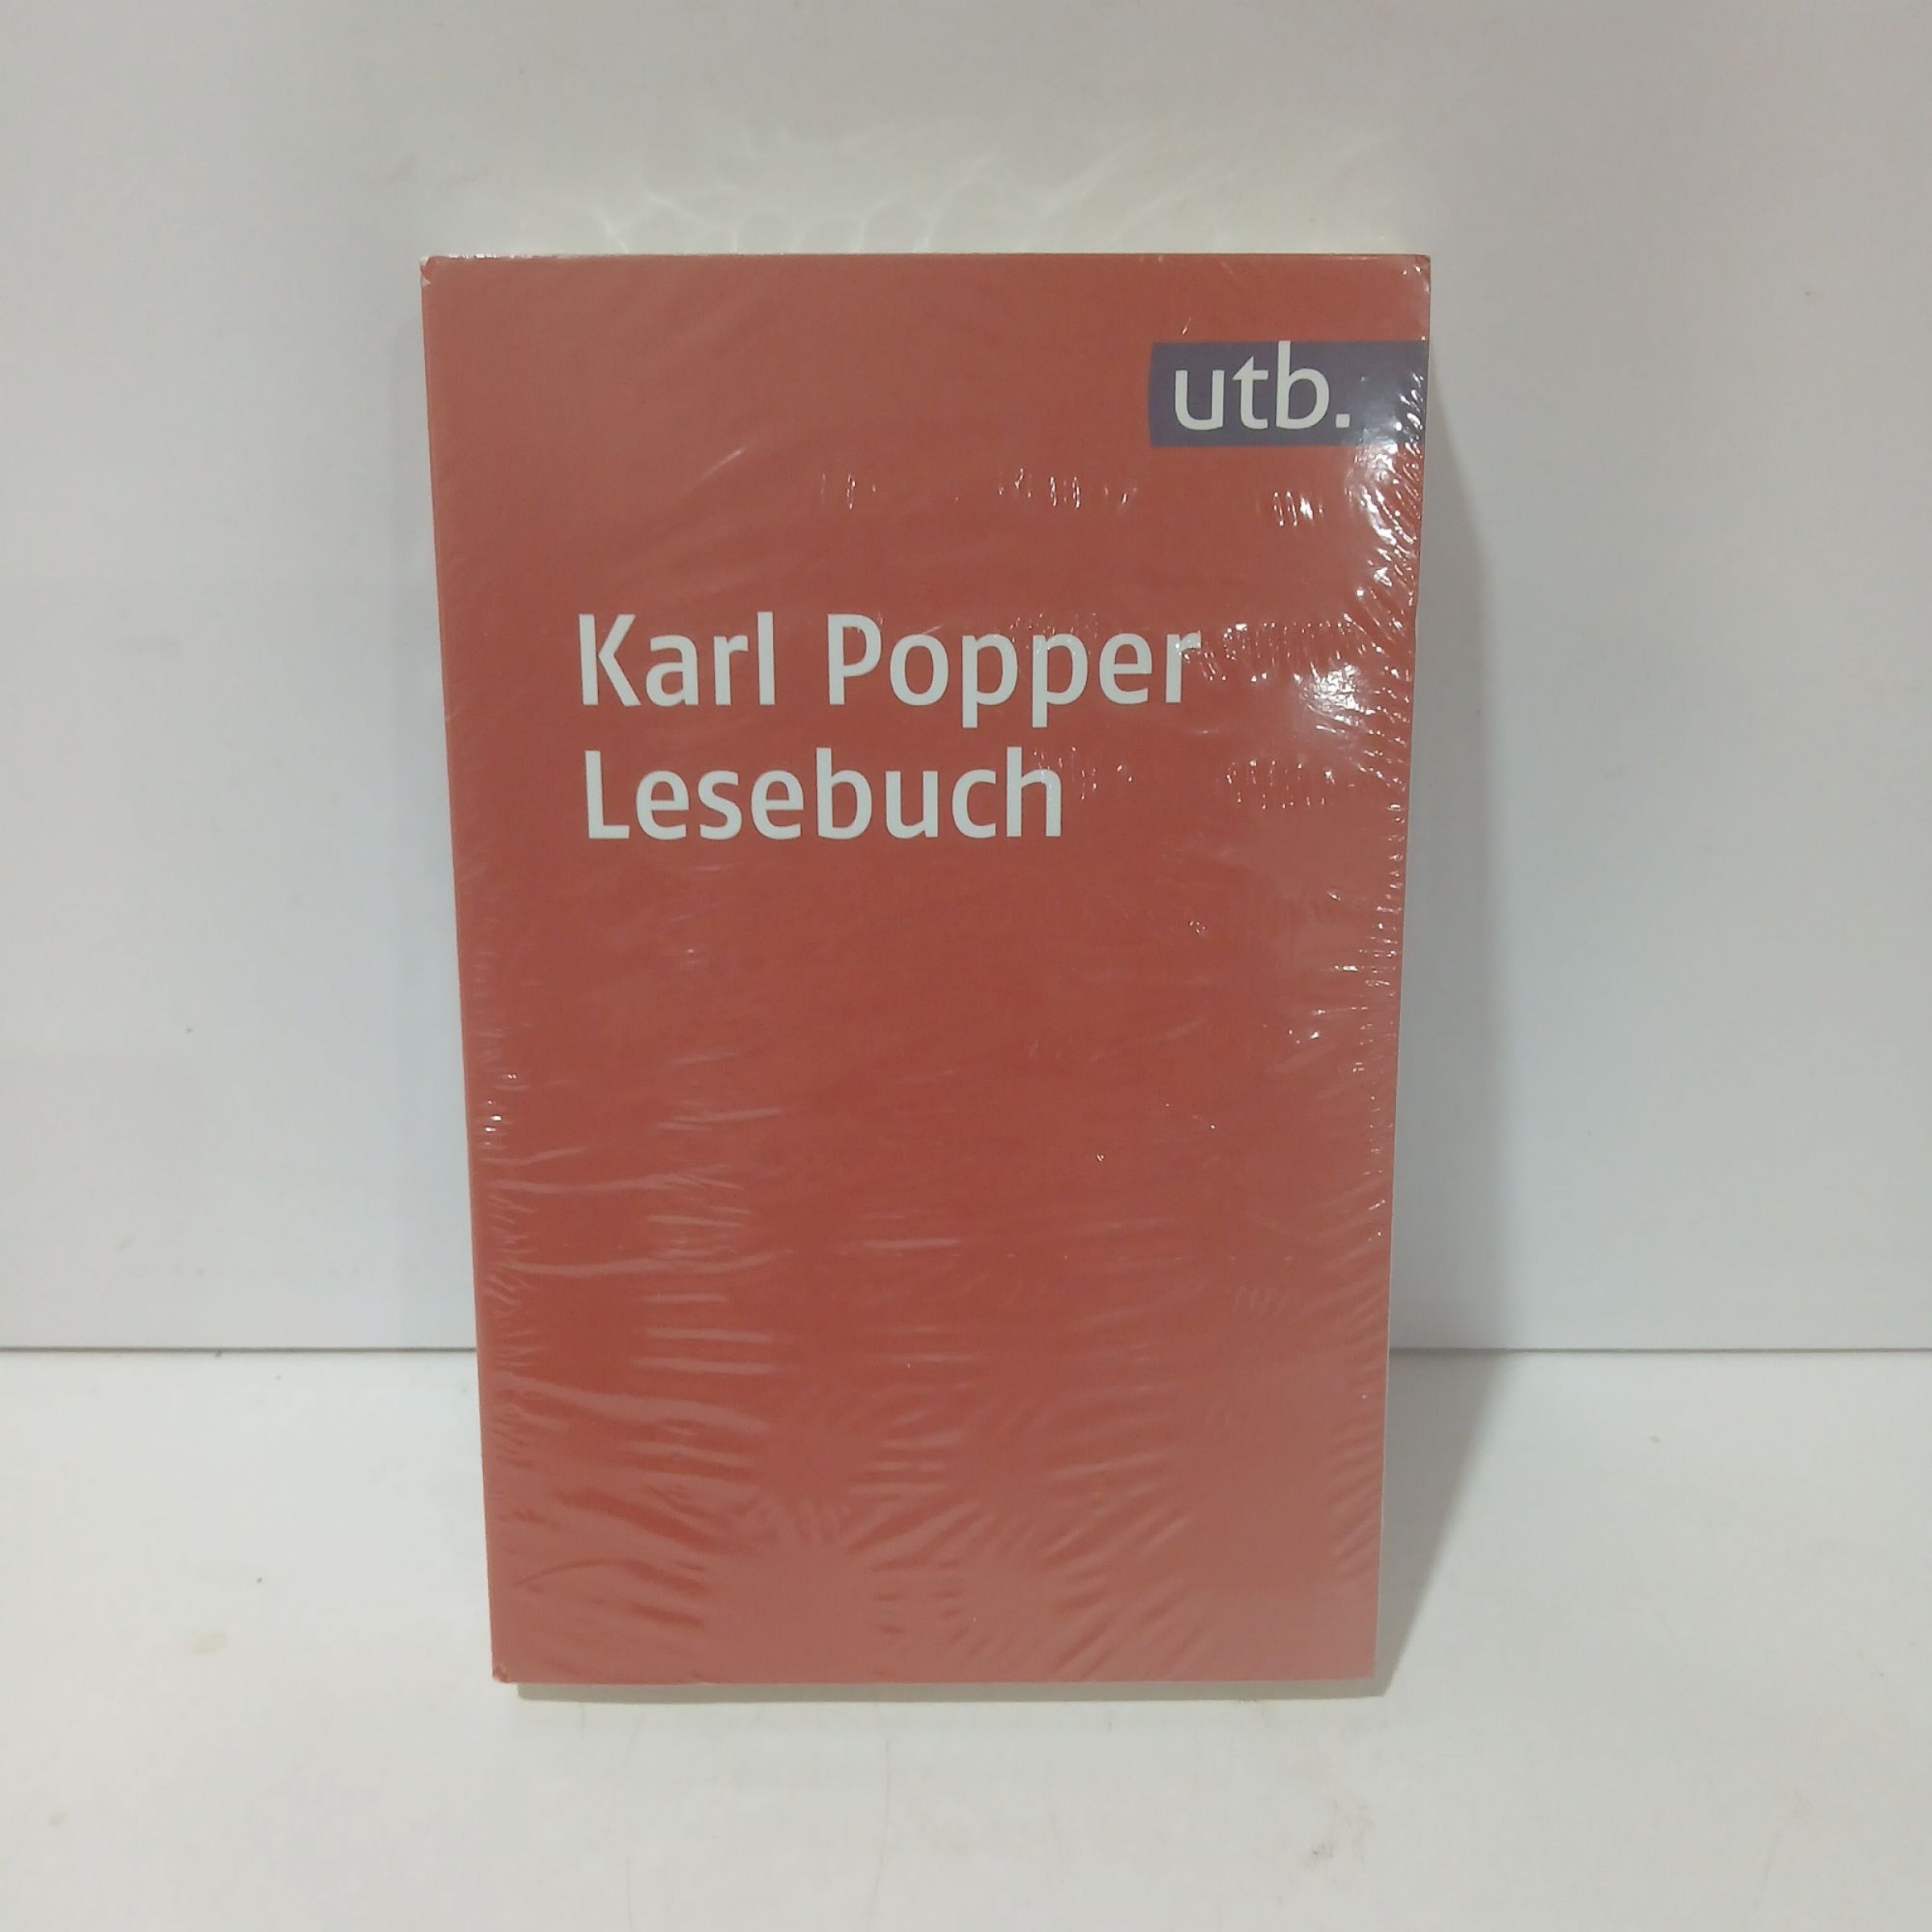 utb.
Karl Popper
Lesebuch